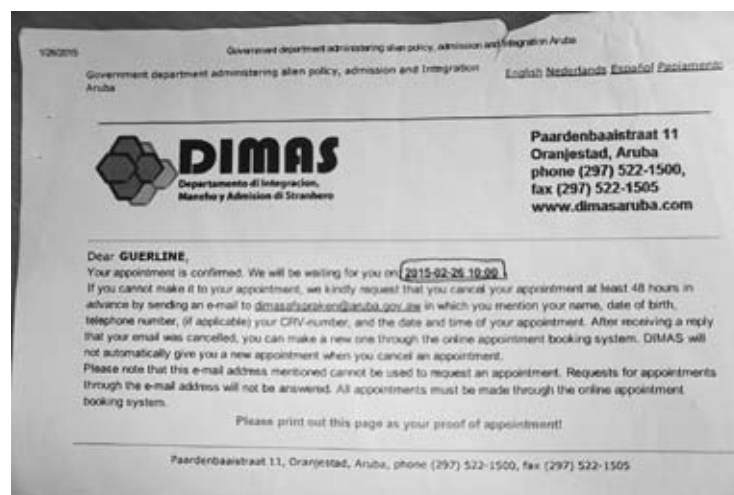 1/26/2015 Government department administering alien policy, admission and Integration Aruba
Government department administering alien policy, admission and Integration
Aruba
English Nederlands Español Papiamento
DIMAS
Departamento di Integracion,
Maneho y Admision di Stranhero
Paardenbaaistraat 11
Oranjestad, Aruba
phone (297) 522-1500,
fax (297) 522-1505
www.dimasaruba.com
Dear GUERLINE,
Your appointment is confirmed. We will be waiting for you on 2015-02-26 10:00
If you cannot make it to your appointment, we kindly request that you cancel your appointment at least 48 hours in
advance by sending an e-mail to dimasafspraken@aruba.gov.aw in which you mention your name, date of birth,
telephone number, (if applicable) your CRV-number, and the date and time of your appointment. After receiving a reply
that your email was cancelled, you can make a new one through the online appointment booking system. DIMAS will
not automatically give you a new appointment when you cancel an appointment.
Please note that this e-mail address mentioned cannot be used to request an appointment. Requests for appointments
through the e-mail address will not be answered. All appointments must be made through the online appointment
booking system.
Please print out this page as your proof of appointment!
Paardenbaaistraat 11, Oranjestad, Aruba, phone (297) 522-1500, fax (297) 522-1505